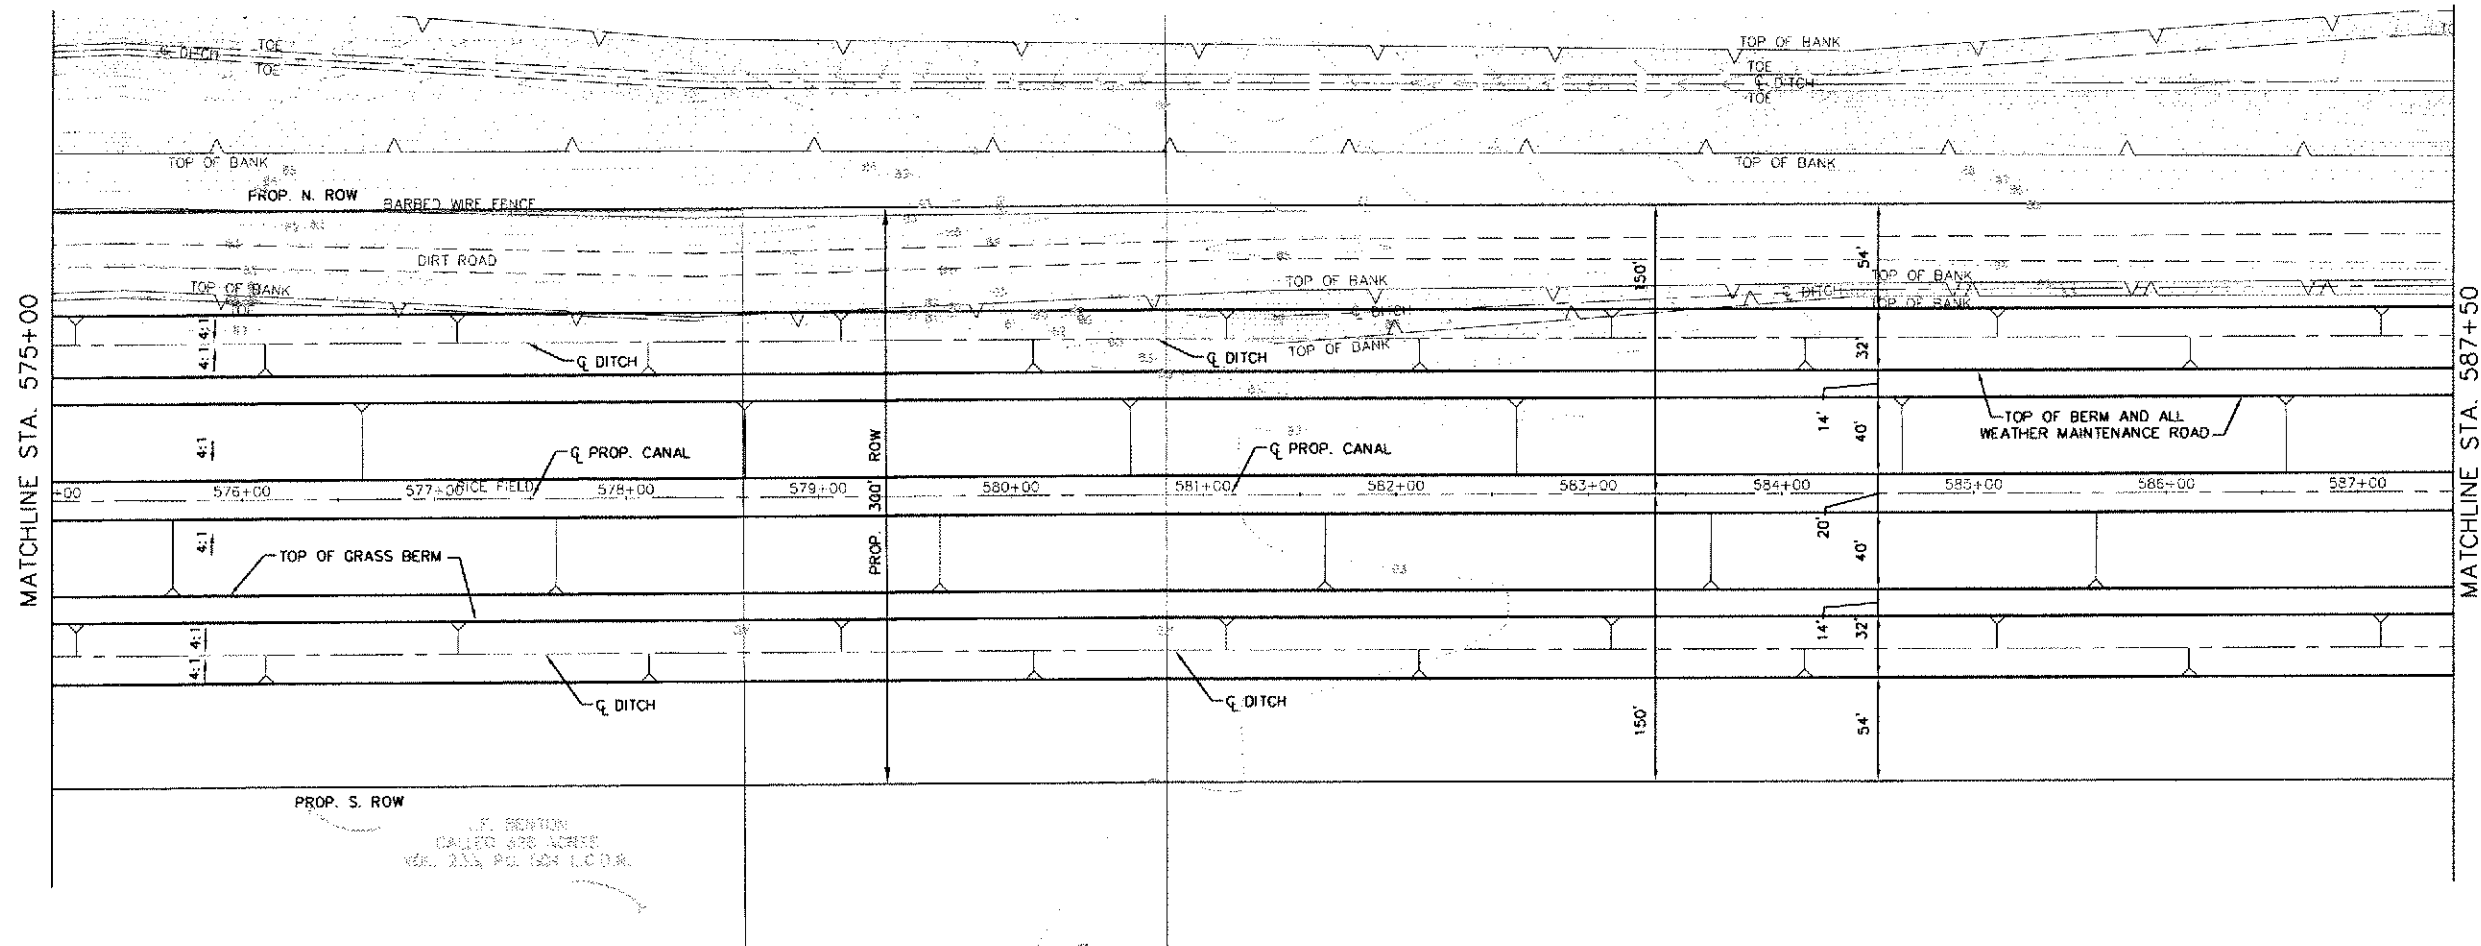 TOP OF BANK
℄ DITCH
TOE
TOE
TOE
℄ DITCH
TOE
TOP OF BANK
TOP OF BANK
PROP. N. ROW
BARBED WIRE FENCE
DIRT ROAD
TOP OF BANK
TOP OF BANK
TOP OF BANK
℄ DITCH
TOP OF BANK
℄ DITCH
TOP OF BANK
4:1
4:1
℄ DITCH
℄ DITCH
54'
150'
32'
14'
40'
TOP OF BERM AND ALL
WEATHER MAINTENANCE ROAD
4:1
℄ PROP. CANAL
℄ PROP. CANAL
PROP. 300' ROW
+00
576+00
577+00
RICE FIELD
578+00
579+00
580+00
581+00
582+00
583+00
584+00
585+00
586+00
587+00
MATCHLINE STA. 575+00
MATCHLINE STA. 587+50
4:1
TOP OF GRASS BERM
20'
40'
14'
32'
4:1
4:1
℄ DITCH
℄ DITCH
150'
54'
PROP. S. ROW